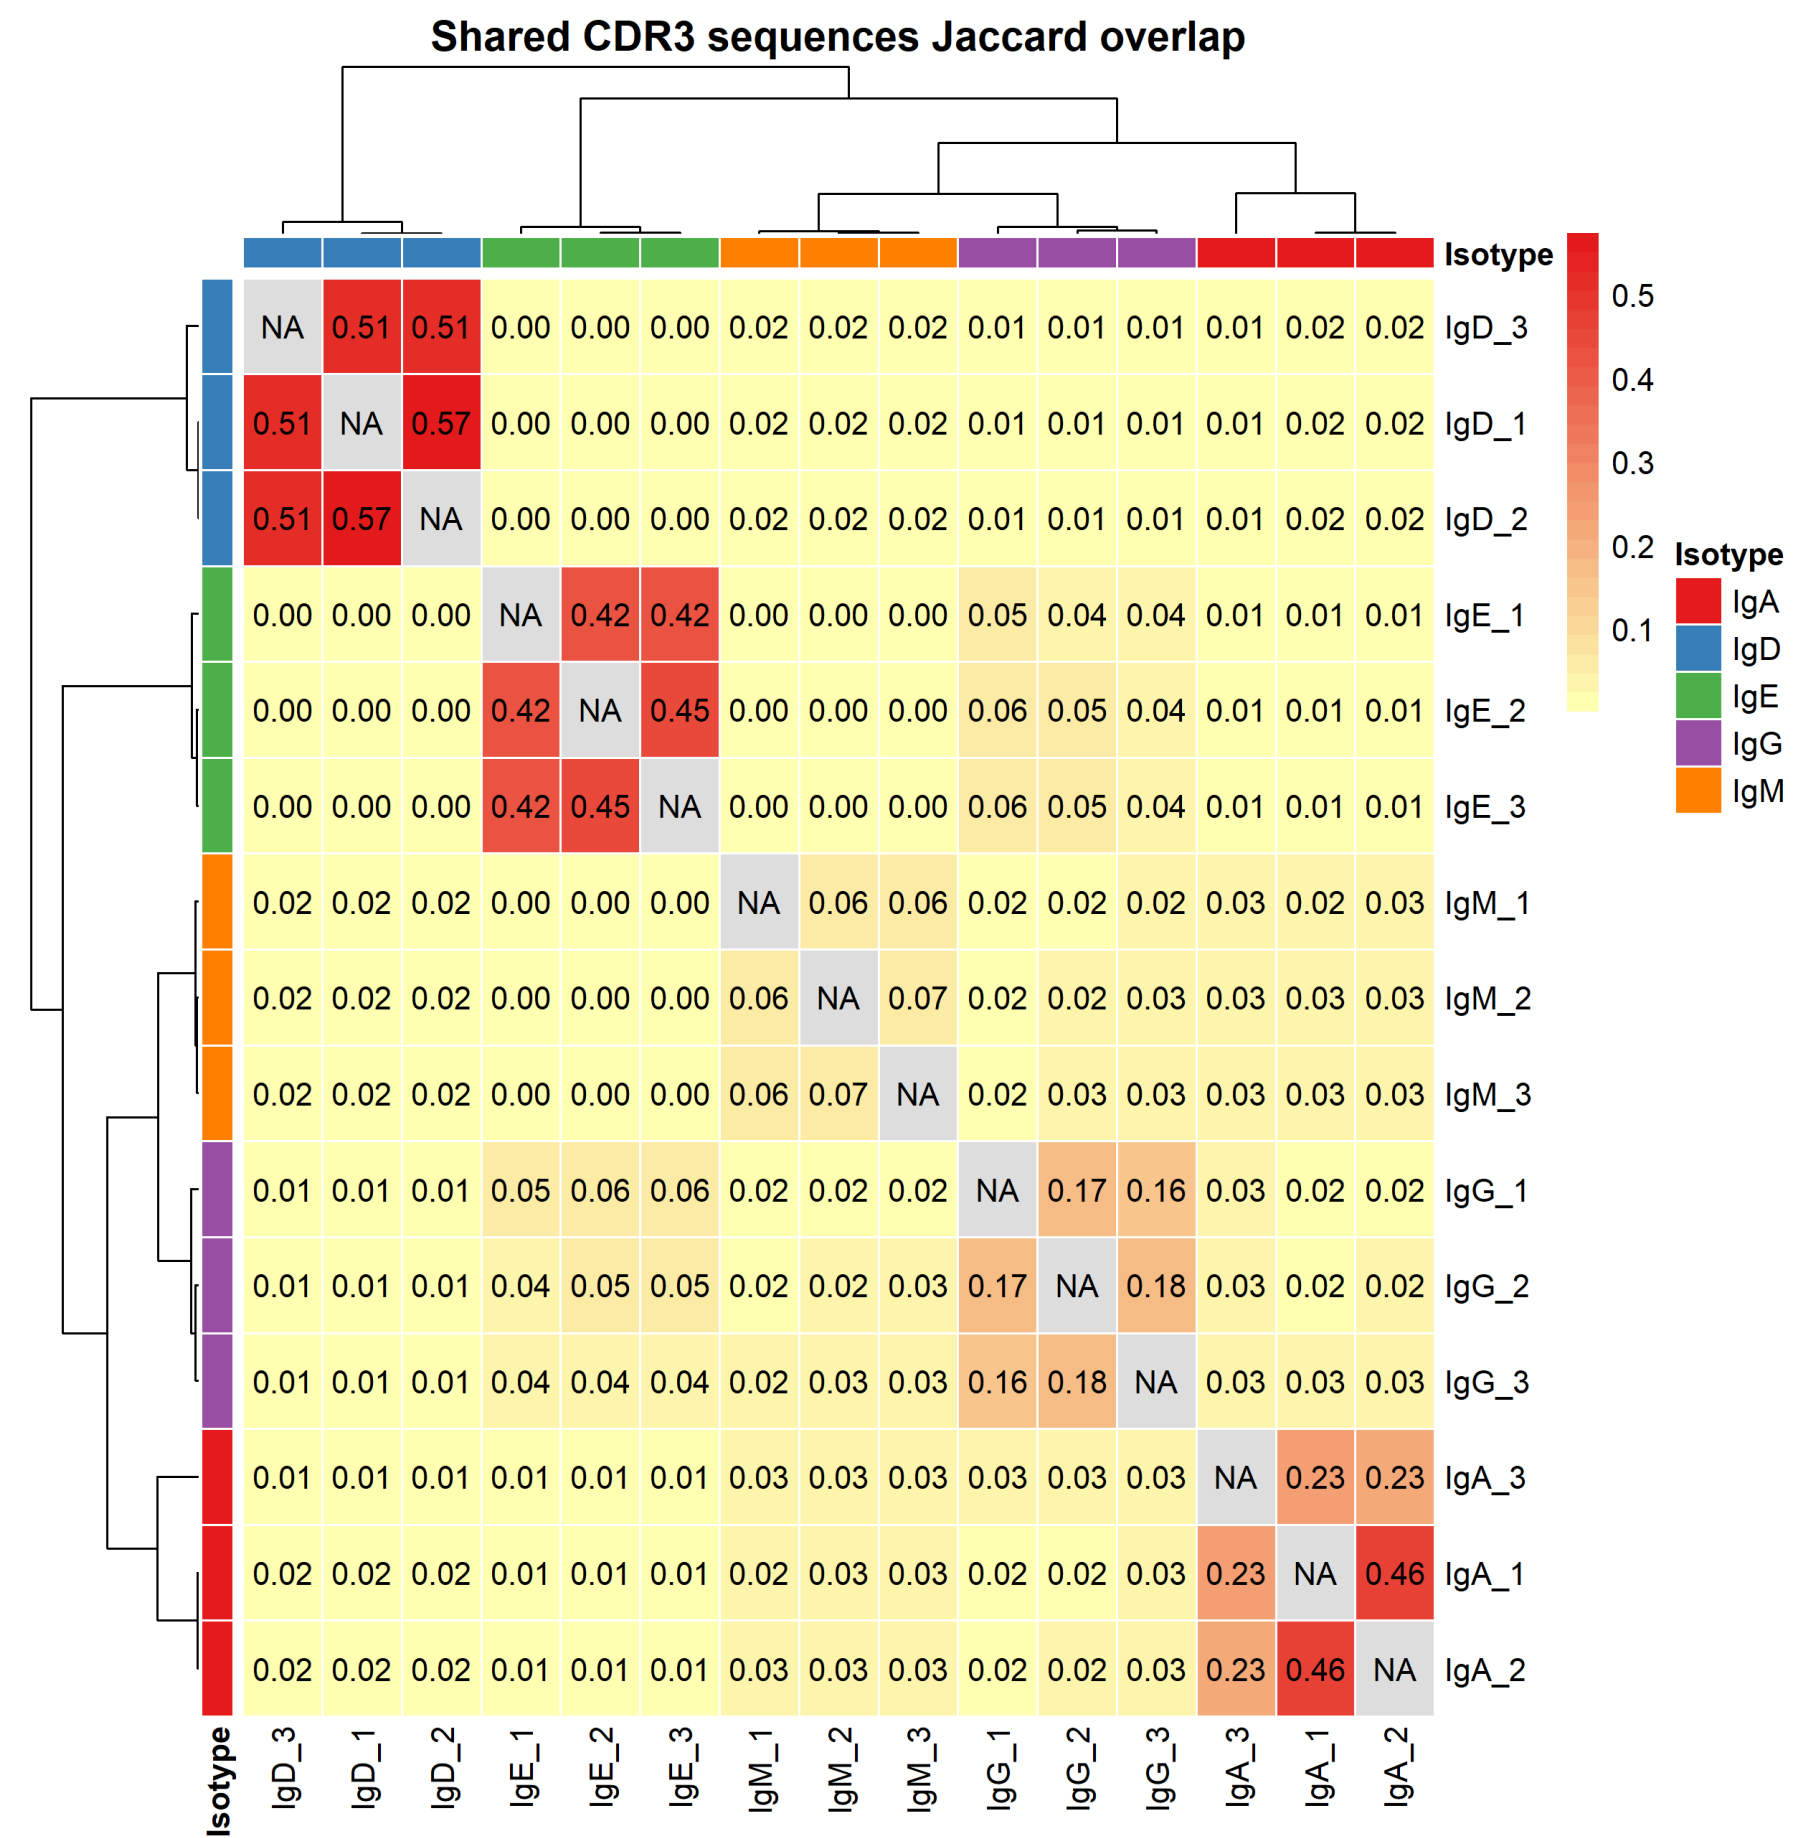 Shared CDR3 sequences Jaccard overlap
Isotype
NA 0.51 0.51 0.00 0.00 0.00 0.02 0.02 0.02 0.01 0.01 0.01 0.01 0.02 0.02 IgD_3
0.51 NA 0.57 0.00 0.00 0.00 0.02 0.02 0.02 0.01 0.01 0.01 0.01 0.02 0.02 IgD_1
0.51 0.57 NA 0.00 0.00 0.00 0.02 0.02 0.02 0.01 0.01 0.01 0.01 0.02 0.02 IgD_2
0.00 0.00 0.00 NA 0.42 0.42 0.00 0.00 0.00 0.05 0.04 0.04 0.01 0.01 0.01 IgE_1
0.00 0.00 0.00 0.42 NA 0.45 0.00 0.00 0.00 0.06 0.05 0.04 0.01 0.01 0.01 IgE_2
0.00 0.00 0.00 0.42 0.45 NA 0.00 0.00 0.00 0.06 0.05 0.04 0.01 0.01 0.01 IgE_3
0.02 0.02 0.02 0.00 0.00 0.00 NA 0.06 0.06 0.02 0.02 0.02 0.03 0.02 0.03 IgM_1
0.02 0.02 0.02 0.00 0.00 0.00 0.06 NA 0.07 0.02 0.02 0.03 0.03 0.03 0.03 IgM_2
0.02 0.02 0.02 0.00 0.00 0.00 0.06 0.07 NA 0.02 0.03 0.03 0.03 0.03 0.03 IgM_3
0.01 0.01 0.01 0.05 0.06 0.06 0.02 0.02 0.02 NA 0.17 0.16 0.03 0.02 0.02 IgG_1
0.01 0.01 0.01 0.04 0.05 0.05 0.02 0.02 0.03 0.17 NA 0.18 0.03 0.02 0.02 IgG_2
0.01 0.01 0.01 0.04 0.04 0.04 0.02 0.03 0.03 0.16 0.18 NA 0.03 0.03 0.03 IgG_3
0.01 0.01 0.01 0.01 0.01 0.01 0.03 0.03 0.03 0.03 0.03 0.03 NA 0.23 0.23 IgA_3
0.02 0.02 0.02 0.01 0.01 0.01 0.02 0.03 0.03 0.02 0.02 0.03 0.23 NA 0.46 IgA_1
0.02 0.02 0.02 0.01 0.01 0.01 0.03 0.03 0.03 0.02 0.02 0.03 0.23 0.46 NA IgA_2
Isotype IgD_3 IgD_1 IgD_2 IgE_1 IgE_2 IgE_3 IgM_1 IgM_2 IgM_3 IgG_1 IgG_2 IgG_3 IgA_3 IgA_1 IgA_2
0.5
0.4
0.3
0.2
0.1
Isotype
IgA
IgD
IgE
IgG
IgM